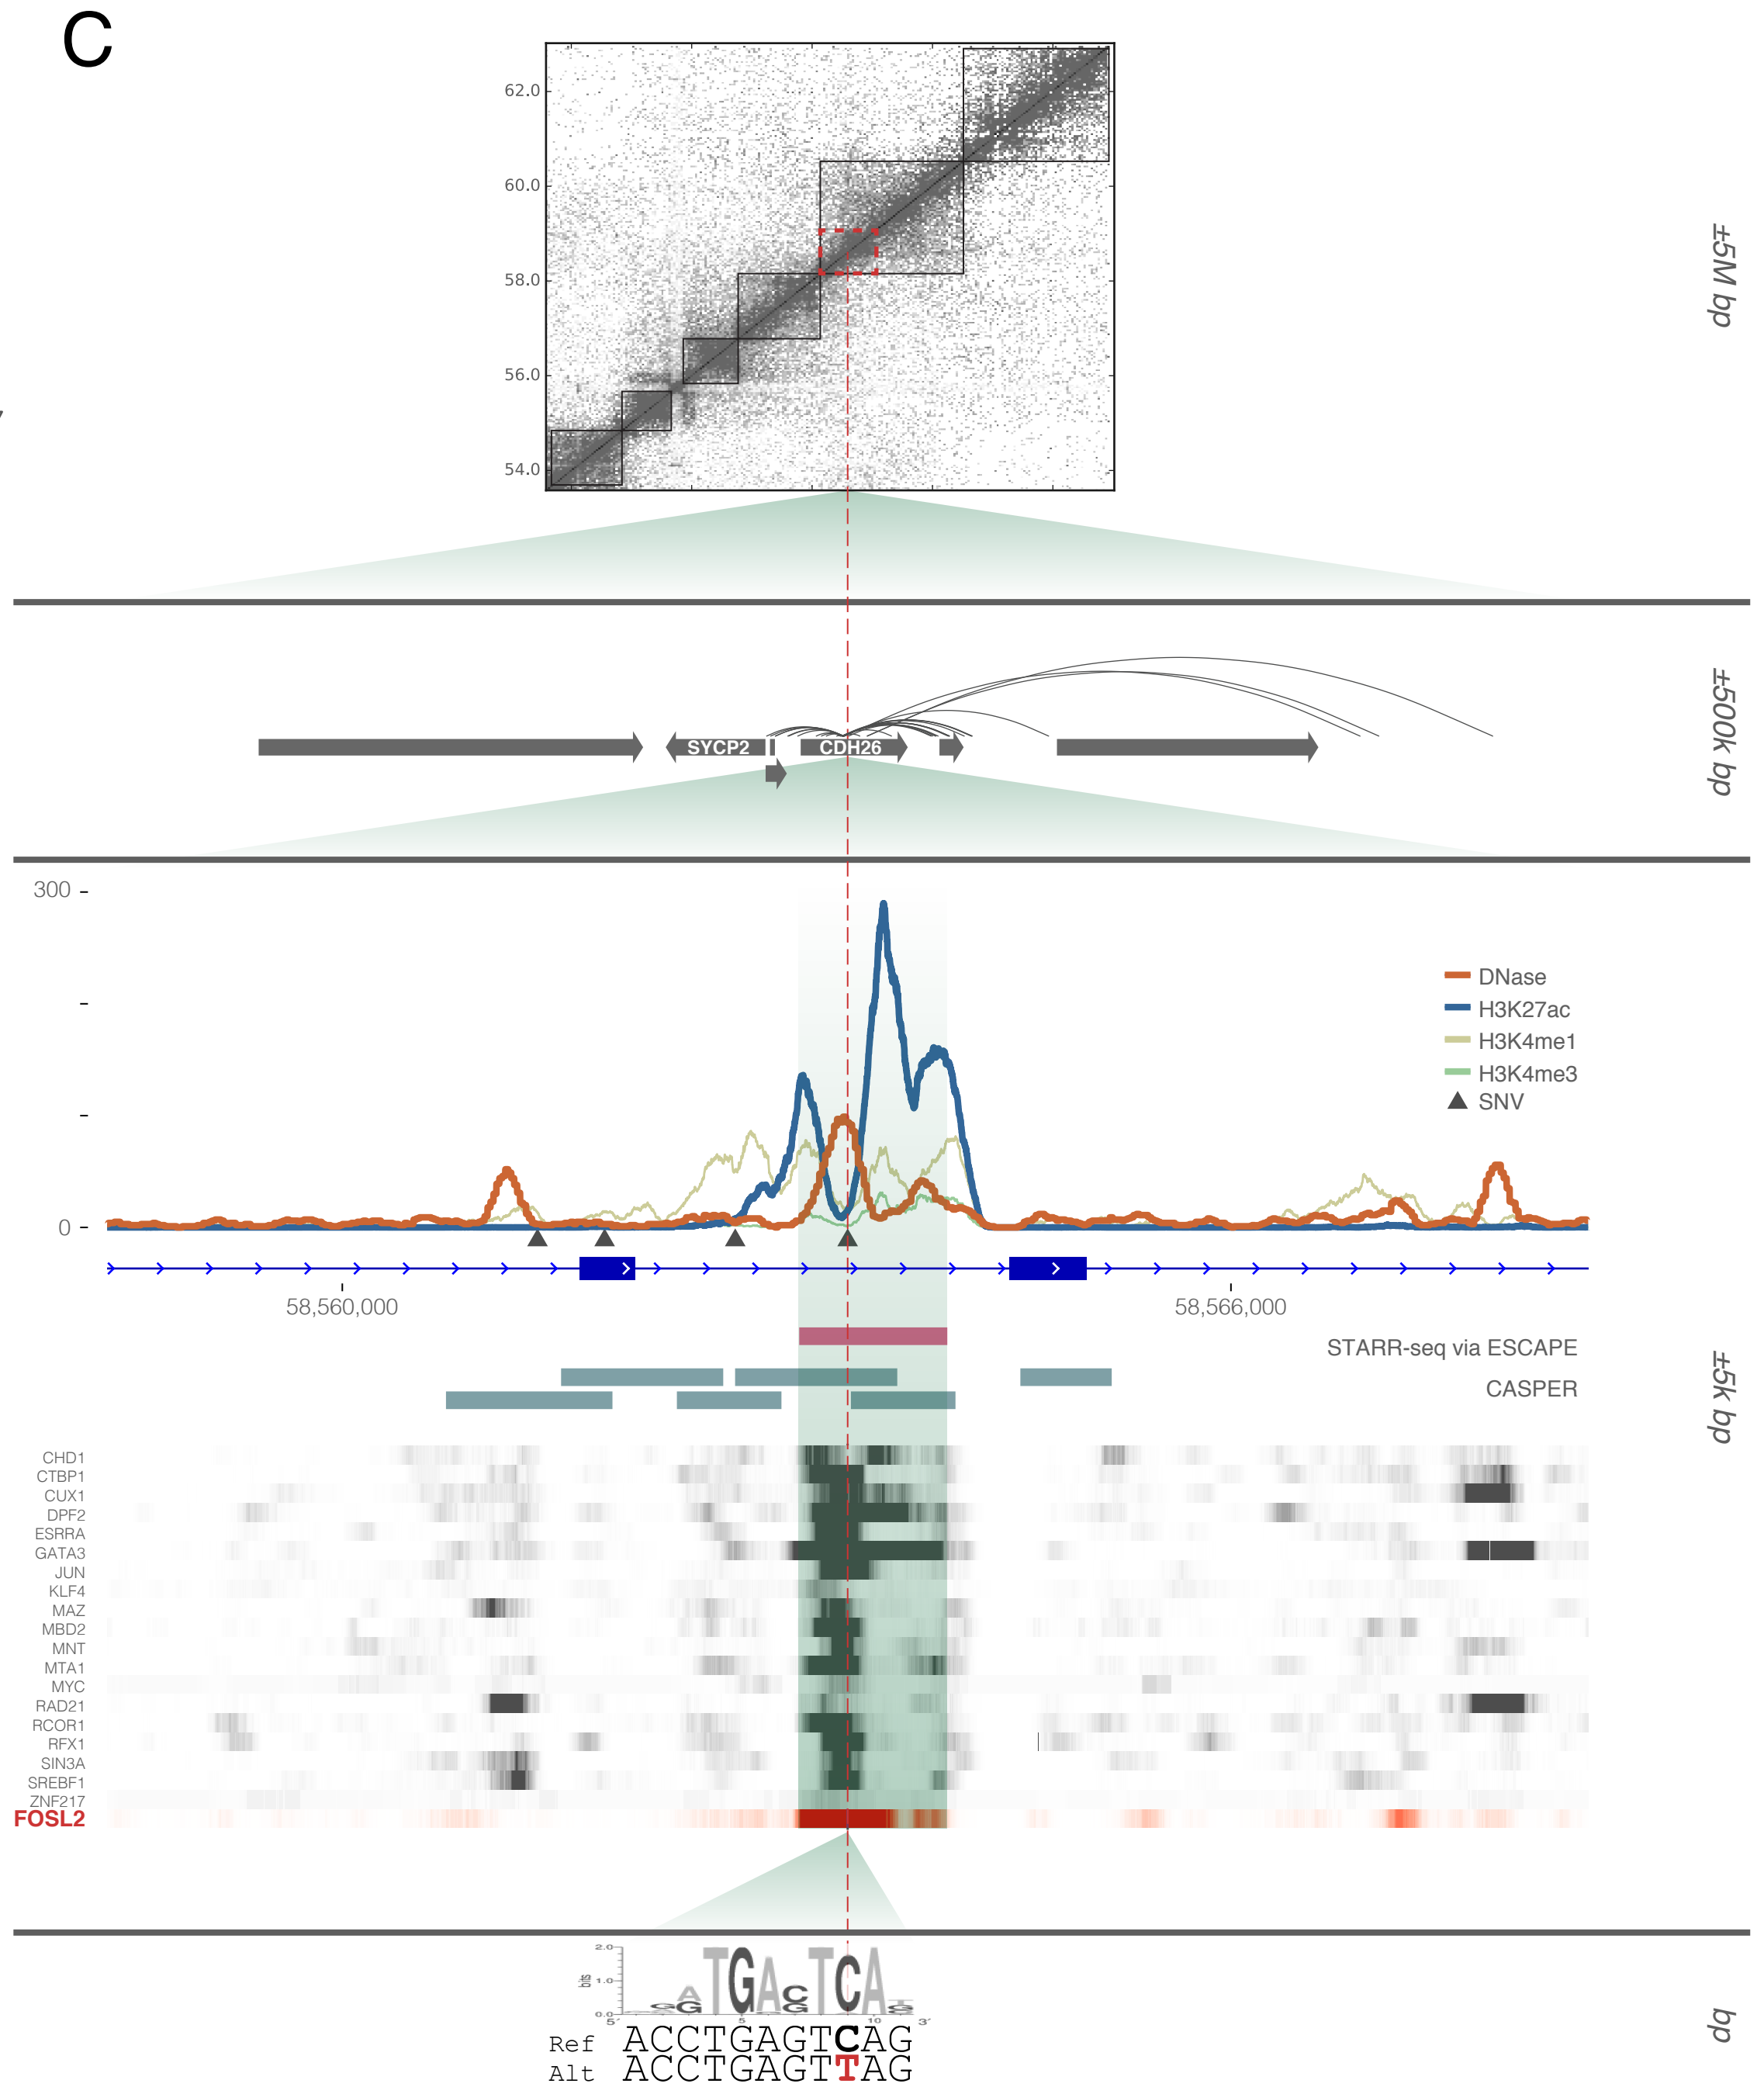 C
62.0
60.0
58.0
56.0
54.0
±5M bp
±500k bp
SYCP2
CDH26
300
0
DNase
H3K27ac
H3K4me1
H3K4me3
SNV
58,560,000
58,566,000
STARR-seq via ESCAPE
CASPER
±5k bp
CHD1
CTBP1
CUX1
DPF2
ESRRA
GATA3
JUN
KLF4
MAZ
MBD2
MNT
MTA1
MYC
RAD21
RCOR1
RFX1
SIN3A
SREBF1
ZNF217
FOSL2
bp
2.0
1.0
0.0
bits
TGA TCA
5′ 5 10 3′
Ref ACCTGAGTCAG
Alt ACCTGAGTTAG